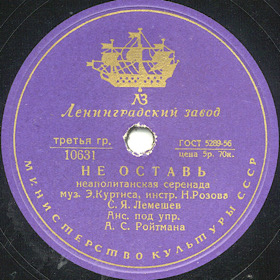 ЛЗ
Ленинградский завод
третья гр.
10631
ГОСТ 5289-56
цена 5р. 70к.
НЕ ОСТАВЬ
неаполитанская серенада
муз. Э.Куртиса, инстр. Н.Розова
С. Я. Лемешев
Анс. под упр.
А. С. Ройтмана
МИНИСТЕРСТВО КУЛЬТУРЫ СССР